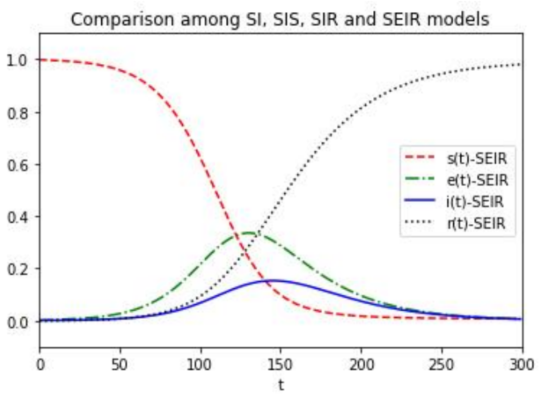 Comparison among SI, SIS, SIR and SEIR models
1.0
0.8
0.6
0.4
0.2
0.0
s(t)-SEIR
e(t)-SEIR
i(t)-SEIR
r(t)-SEIR
0 50 100 150 200 250 300
t